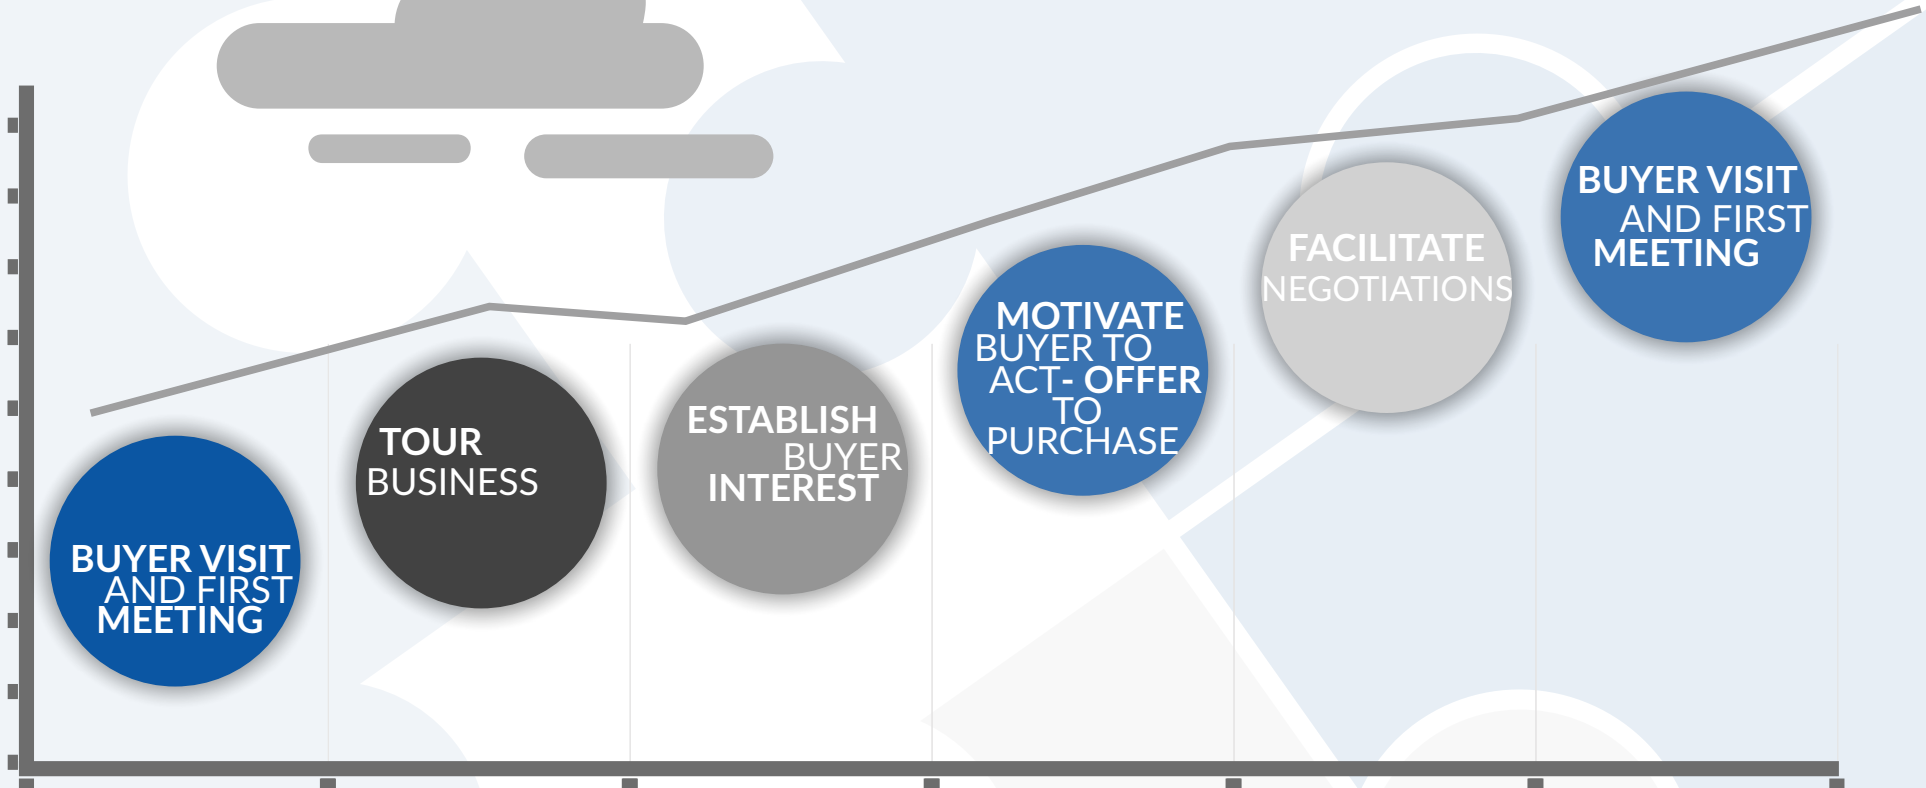 BUYER VISIT
AND FIRST
MEETING
TOUR
BUSINESS
ESTABLISH
BUYER
INTEREST
MOTIVATE
BUYER TO
ACT- OFFER
TO
PURCHASE
FACILITATE
NEGOTIATIONS
BUYER VISIT
AND FIRST
MEETING